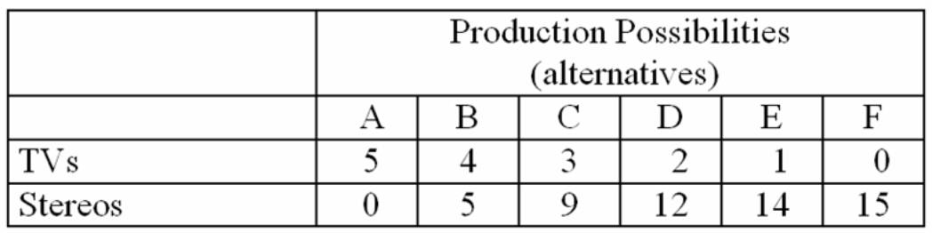 Production Possibilities
(alternatives)
A B C D E F
TVs 5 4 3 2 1 0
Stereos 0 5 9 12 14 15